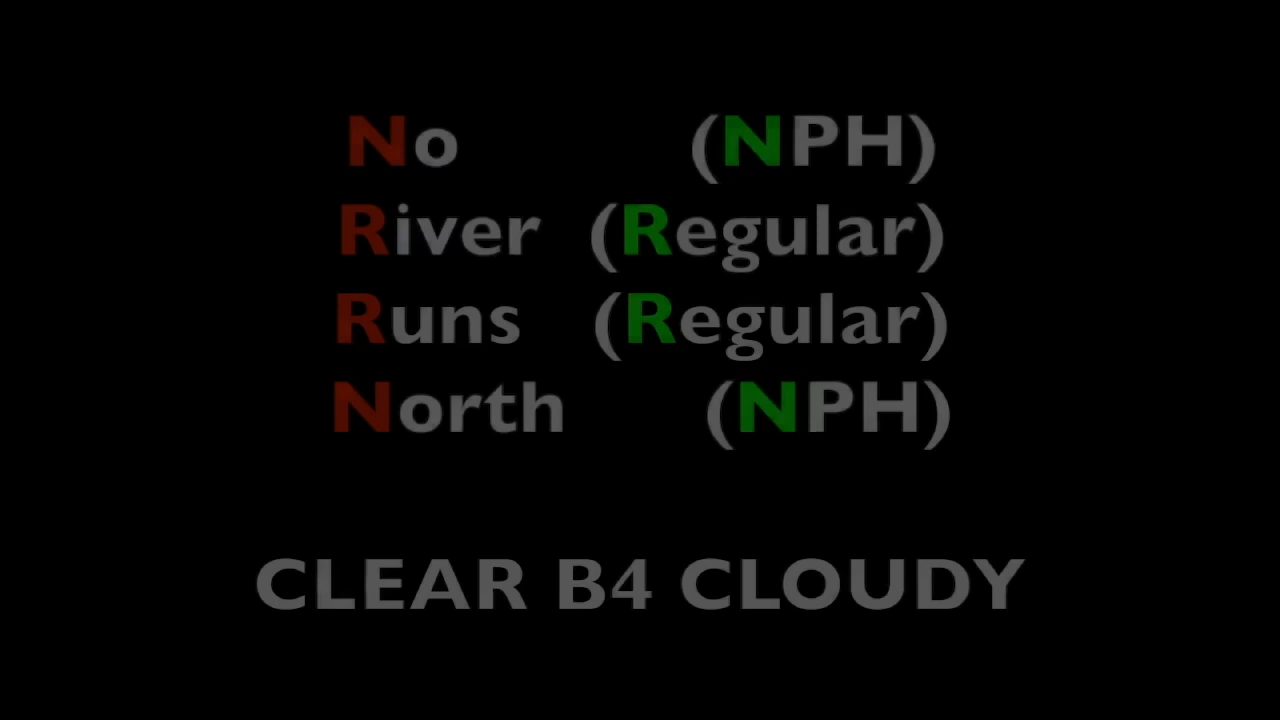 No (NPH)
River (Regular)
Runs (Regular)
North (NPH)
CLEAR B4 CLOUDY